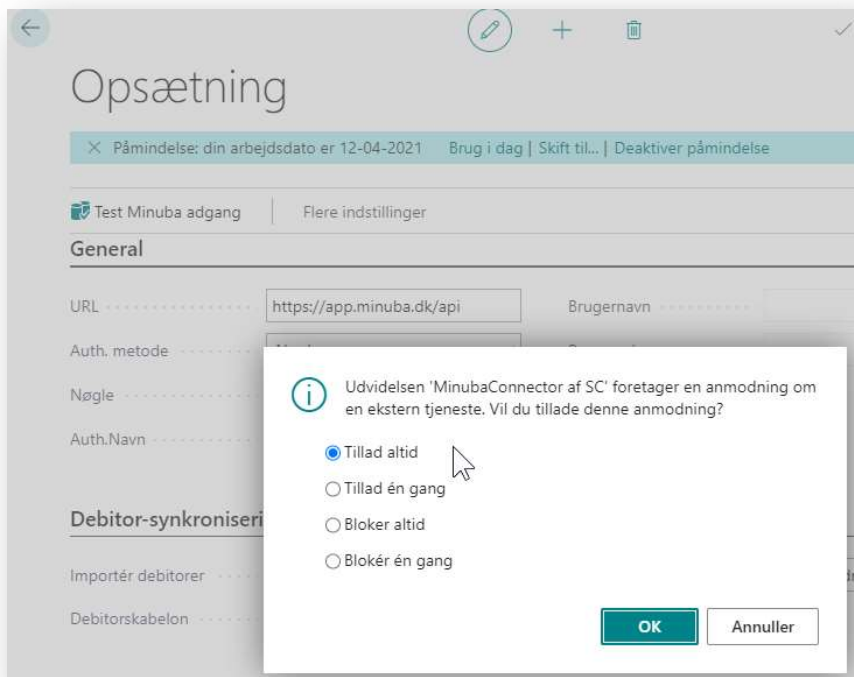 Opsætning
Påmindelse: din arbejdsdato er 12-04-2021 Brug i dag | Skift til... | Deaktiver påmindelse
Test Minuba adgang Flere indstillinger
General
URL https://app.minuba.dk/api Brugernavn
Auth. metode
Nøgle
Auth.Navn
Udvidelsen 'MinubaConnector af SC' foretager en anmodning om
en ekstern tjeneste. Vil du tillade denne anmodning?
Tillad altid
Tillad én gang
Bloker altid
Blokér én gang
Debitor-synkroniseri
Importér debitorer
Debitorskabelon
OK Annuller